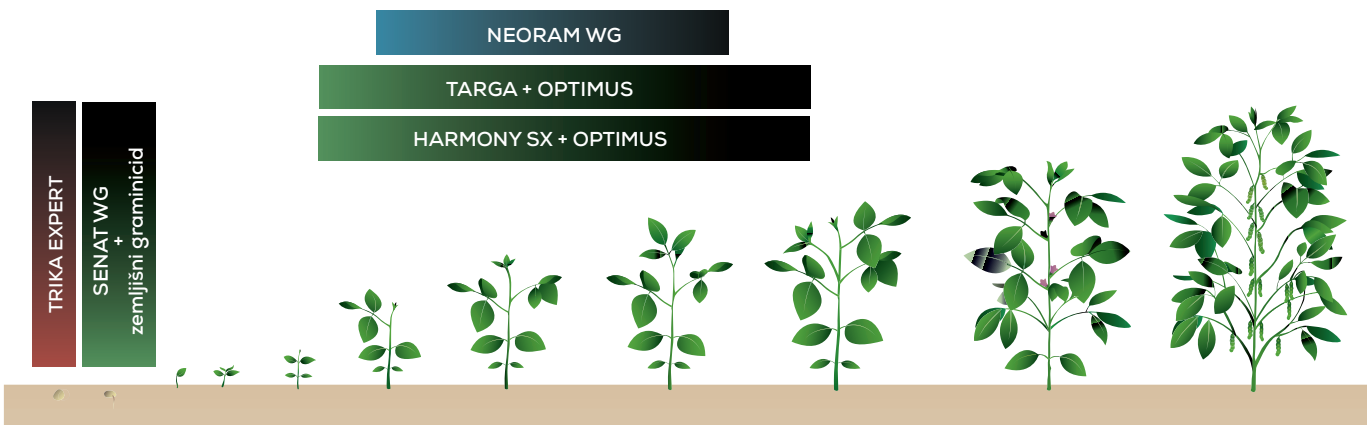 NEORAM WG
TARGA + OPTIMUS
HARMONY SX + OPTIMUS
TRIKA EXPERT
SENAT WG
+
zemljišni graminicid